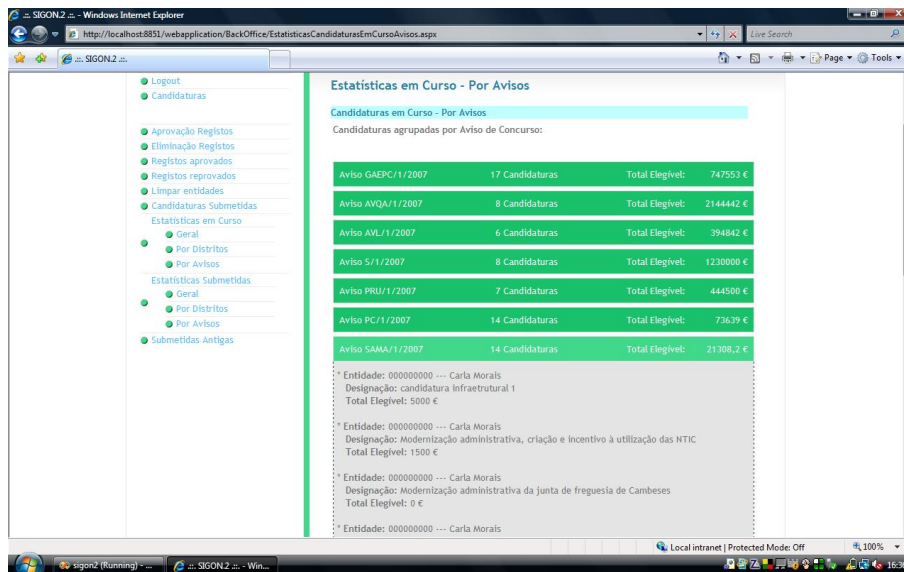 .::. SIGON.2 .::. - Windows Internet Explorer
http://localhost:8851/webapplication/BackOffice/EstatisticasCandidaturasEmCursoAvisos.aspx
Live Search
.::. SIGON.2 .::.
Page
Tools
Logout
Candidaturas
Aprovação Registos
Eliminação Registos
Registos aprovados
Registos reprovados
Limpar entidades
Candidaturas Submetidas
Estatísticas em Curso
Geral
Por Distritos
Por Avisos
Estatísticas Submetidas
Geral
Por Distritos
Por Avisos
Submetidas Antigas
Estatísticas em Curso - Por Avisos
Candidaturas em Curso - Por Avisos
Candidaturas agrupadas por Aviso de Concurso:
Aviso GAEPC/1/2007 17 Candidaturas Total Elegível: 747553 €
Aviso AVQA/1/2007 8 Candidaturas Total Elegível: 2144442 €
Aviso AVL/1/2007 6 Candidaturas Total Elegível: 394842 €
Aviso S/1/2007 8 Candidaturas Total Elegível: 1230000 €
Aviso PRU/1/2007 7 Candidaturas Total Elegível: 444500 €
Aviso PC/1/2007 14 Candidaturas Total Elegível: 73639 €
Aviso SAMA/1/2007 14 Candidaturas Total Elegível: 21308,2 €
* Entidade: 000000000 --- Carla Morais
Designação: candidatura infraetrutural 1
Total Elegível: 5000 €
* Entidade: 000000000 --- Carla Morais
Designação: Modernização administrativa, criação e incentivo à utilização das NTIC
Total Elegível: 1500 €
* Entidade: 000000000 --- Carla Morais
Designação: Modernização administrativa da junta de freguesia de Cambeses
Total Elegível: 0 €
* Entidade: 000000000 --- Carla Morais
Local intranet | Protected Mode: Off
100%
sigon2 (Running) - ...
.::. SIGON.2 .::. - Win...
16:36